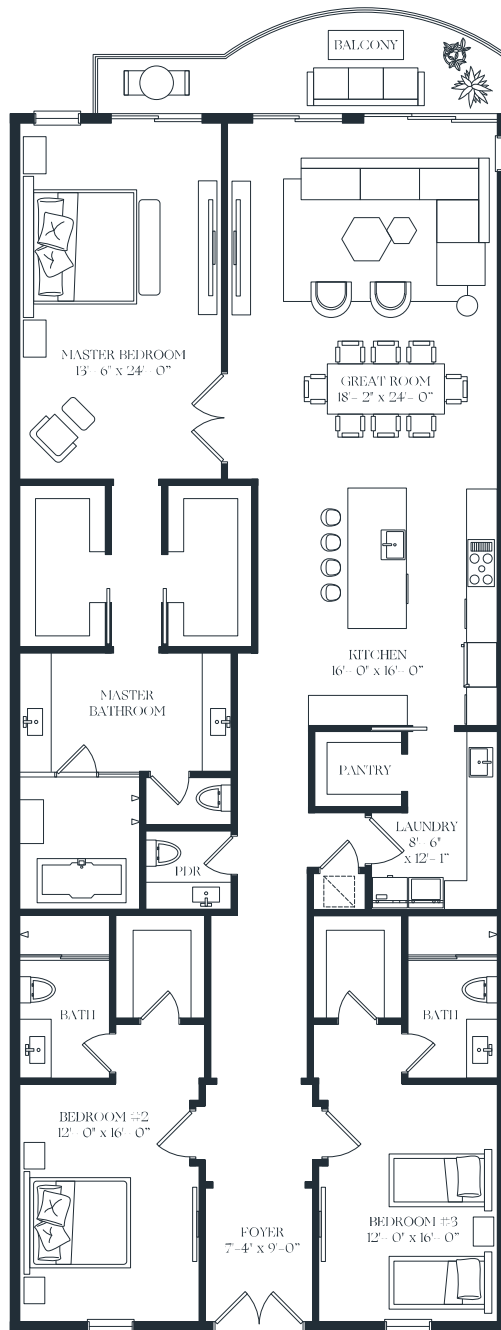 BALCONY
MASTER BEDROOM
13'- 6" x 24'- 0"
GREAT ROOM
18'- 2" x 24'- 0"
KITCHEN
16'- 0" x 16'- 0"
MASTER
BATHROOM
PANTRY
LAUNDRY
8'- 6"
x 12'- 1"
PDR
BATH
BATH
BEDROOM #2
12'- 0" x 16'- 0"
BEDROOM #3
12'- 0" x 16'- 0"
FOYER
7'-4" x 9'-0"